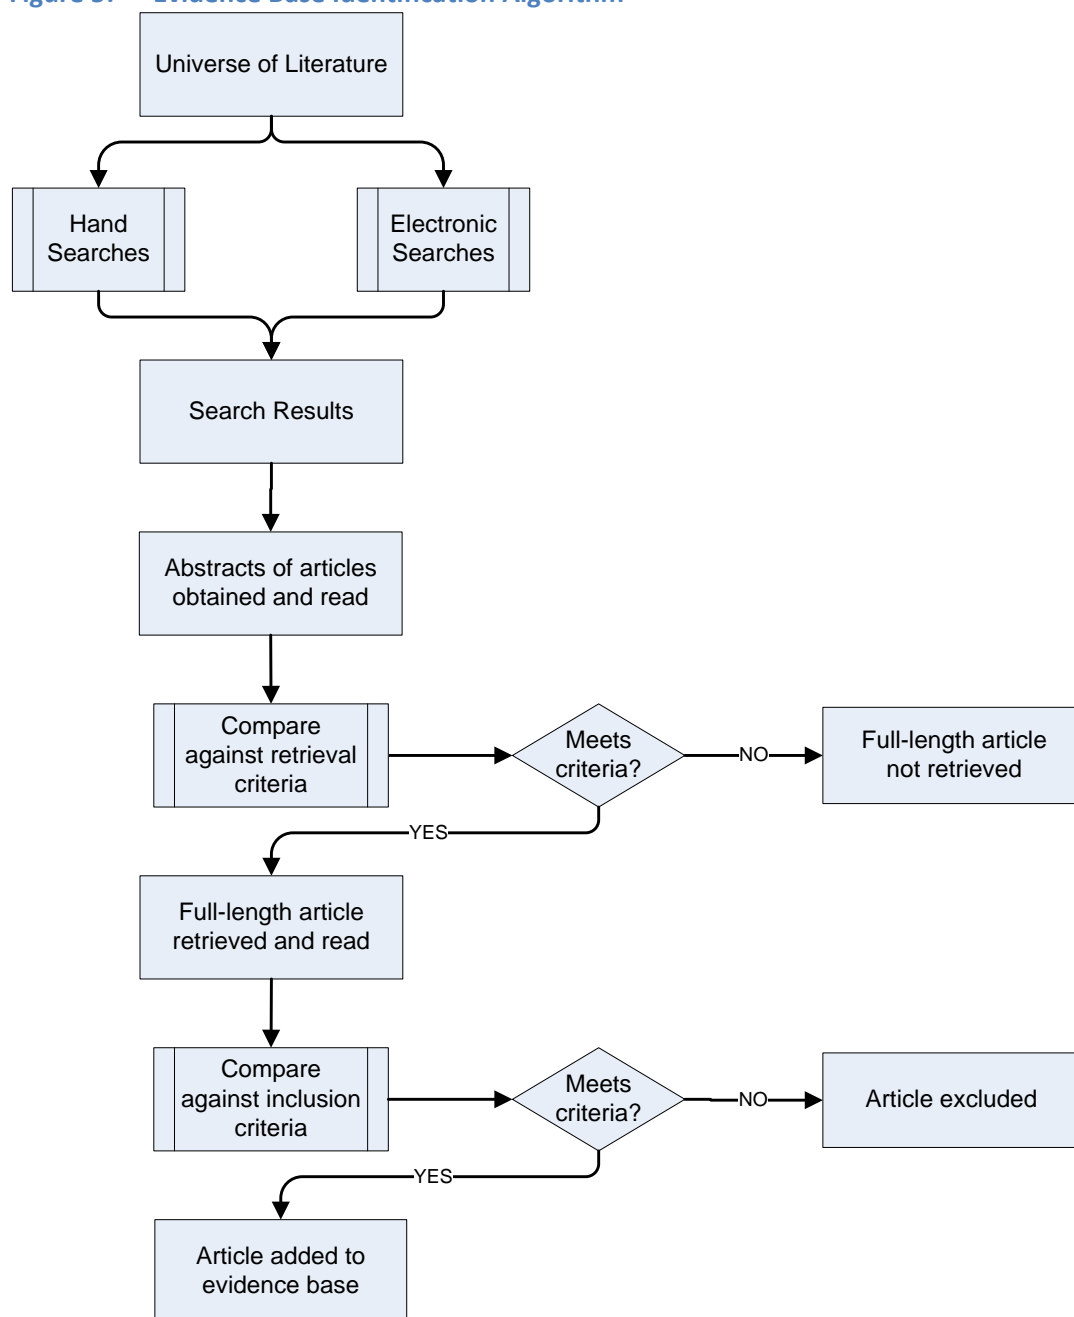 Universe of Literature
Hand
Searches
Electronic
Searches
Search Results
Abstracts of articles
obtained and read
Compare
against retrieval
criteria
Meets
criteria?
NO
Full-length article
not retrieved
YES
Full-length article
retrieved and read
Compare
against inclusion
criteria
Meets
criteria?
NO
Article excluded
YES
Article added to
evidence base